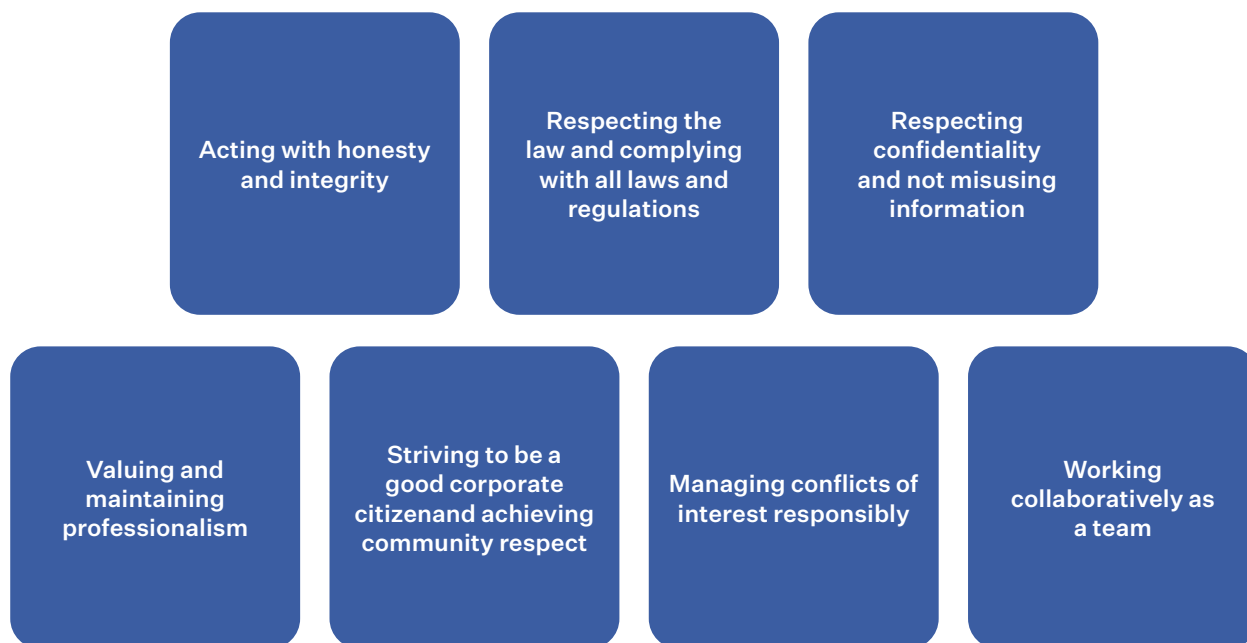 Acting with honesty
and integrity
Respecting the
law and complying
with all laws and
regulations
Respecting
confidentiality
and not misusing
information
Valuing and
maintaining
professionalism
Striving to be a
good corporate
citizenand achieving
community respect
Managing conflicts of
interest responsibly
Working
collaboratively as
a team